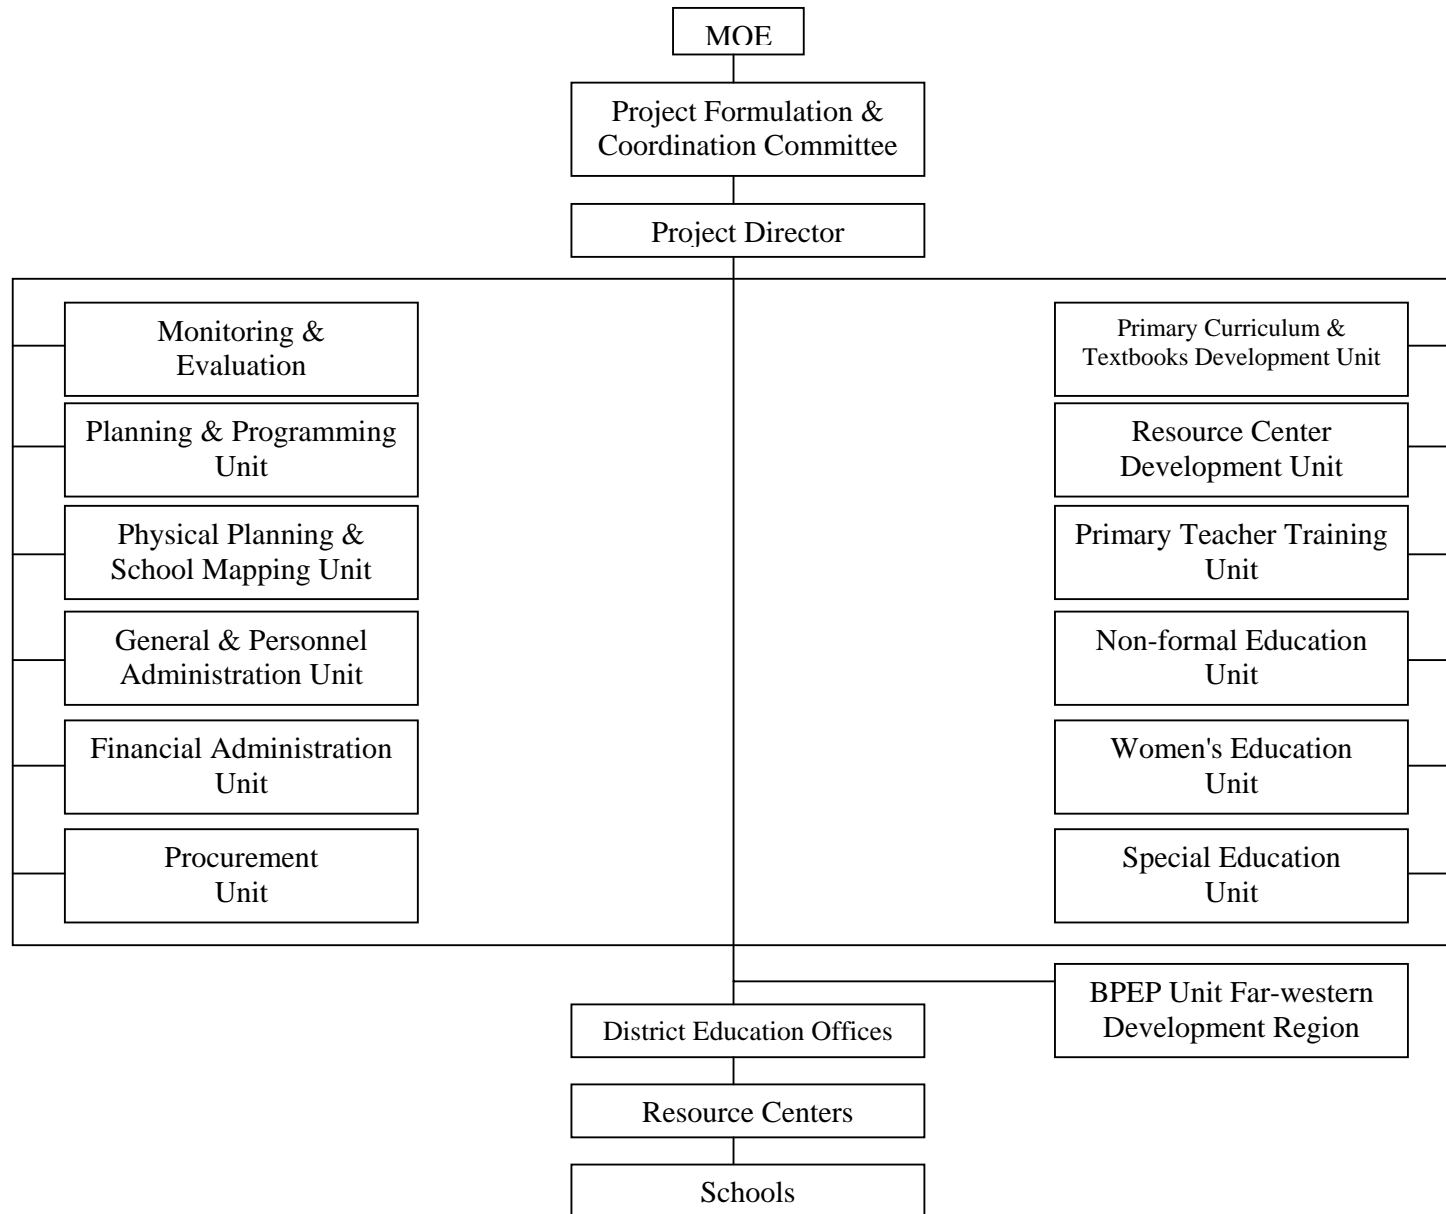 MOE
Project Formulation &
Coordination Committee
Project Director
Monitoring &
Evaluation
Planning & Programming
Unit
Physical Planning &
School Mapping Unit
General & Personnel
Administration Unit
Financial Administration
Unit
Procurement
Unit
Primary Curriculum &
Textbooks Development Unit
Resource Center
Development Unit
Primary Teacher Training
Unit
Non-formal Education
Unit
Women's Education
Unit
Special Education
Unit
BPEP Unit Far-western
Development Region
District Education Offices
Resource Centers
Schools